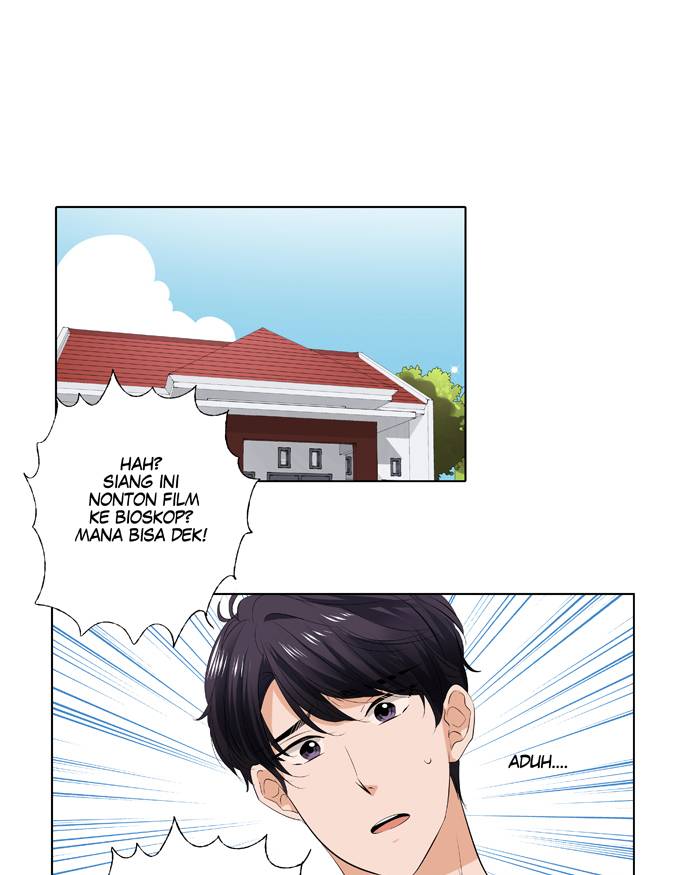 HAH?
SIANG INI
NONTON FILM
KE BIOSKOP?
MANA BISA DEK!
ADUH....